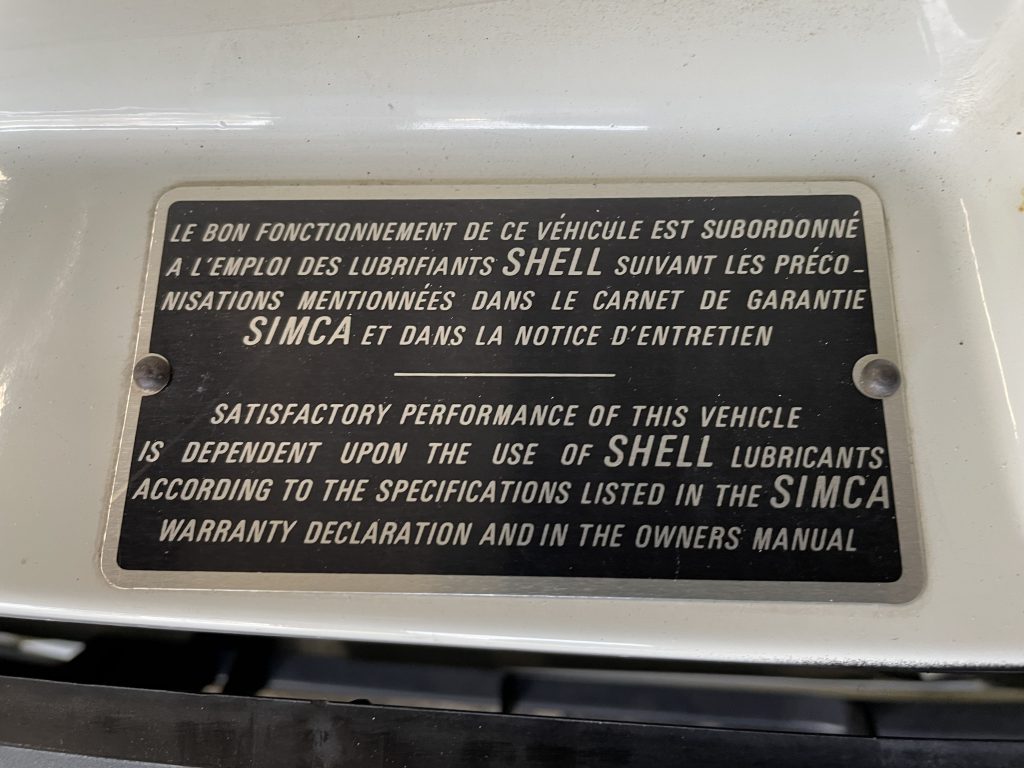 LE BON FONCTIONNEMENT DE CE VÉHICULE EST SUBORDONNÉ
A L'EMPLOI DES LUBRIFIANTS SHELL SUIVANT LES PRÉCO-
NISATIONS MENTIONNÉES DANS LE CARNET DE GARANTIE
SIMCA ET DANS LA NOTICE D'ENTRETIEN
SATISFACTORY PERFORMANCE OF THIS VEHICLE
IS DEPENDENT UPON THE USE OF SHELL LUBRICANTS
ACCORDING TO THE SPECIFICATIONS LISTED IN THE SIMCA
WARRANTY DECLARATION AND IN THE OWNERS MANUAL